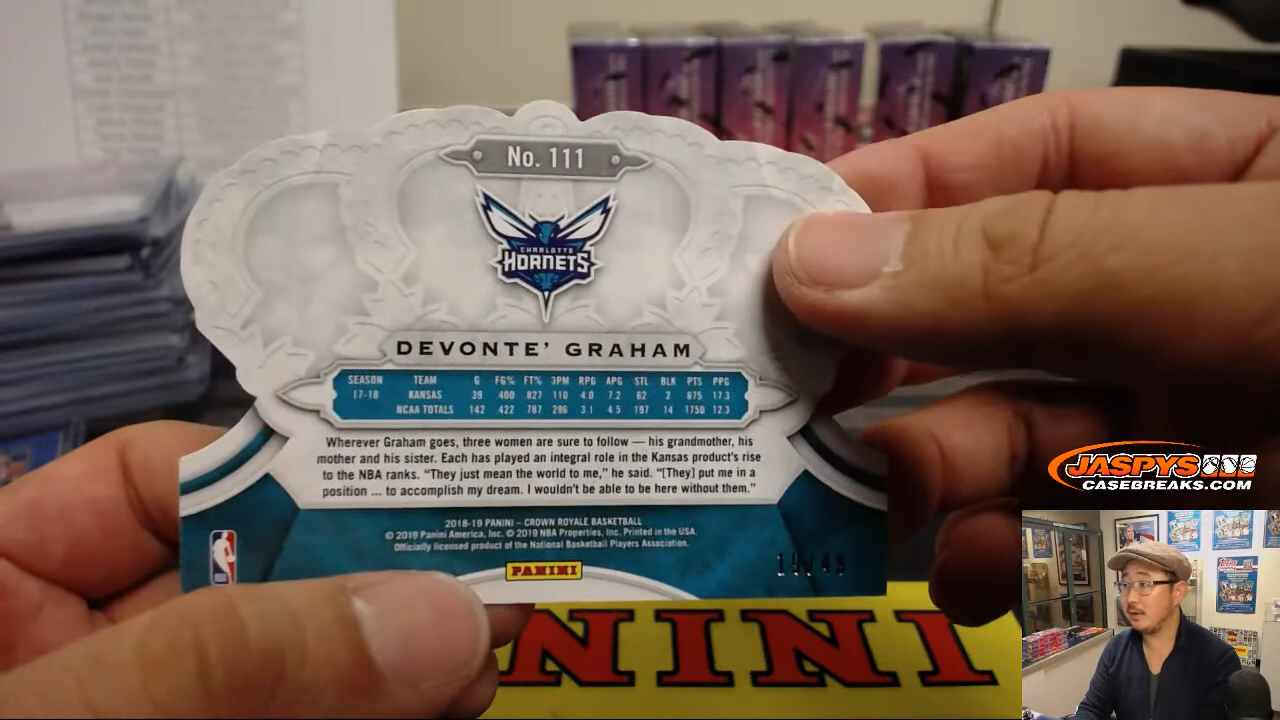 No. 111
CHARLOTTE
HORNETS
DEVONTE' GRAHAM
SEASON TEAM G FG% FT% 3PM RPG APG STL BLK PTS PPG
17-18 KANSAS 39 .400 .827 110 4.0 7.2 62 2 675 17.3
NCAA TOTALS 142 .422 .787 296 3.1 4.5 197 14 1750 12.3
Wherever Graham goes, three women are sure to follow — his grandmother, his
mother and his sister. Each has played an integral role in the Kansas product's rise
to the NBA ranks. “They just mean the world to me,” he said. “[They] put me in a
position ... to accomplish my dream. I wouldn't be able to be here without them.”
2018-19 PANINI – CROWN ROYALE BASKETBALL
© 2019 Panini America, Inc. © 2019 NBA Properties, Inc. Printed in the USA.
Officially licensed product of the National Basketball Players Association.
PANINI
NINI
JASPYS
CASEBREAKS.COM